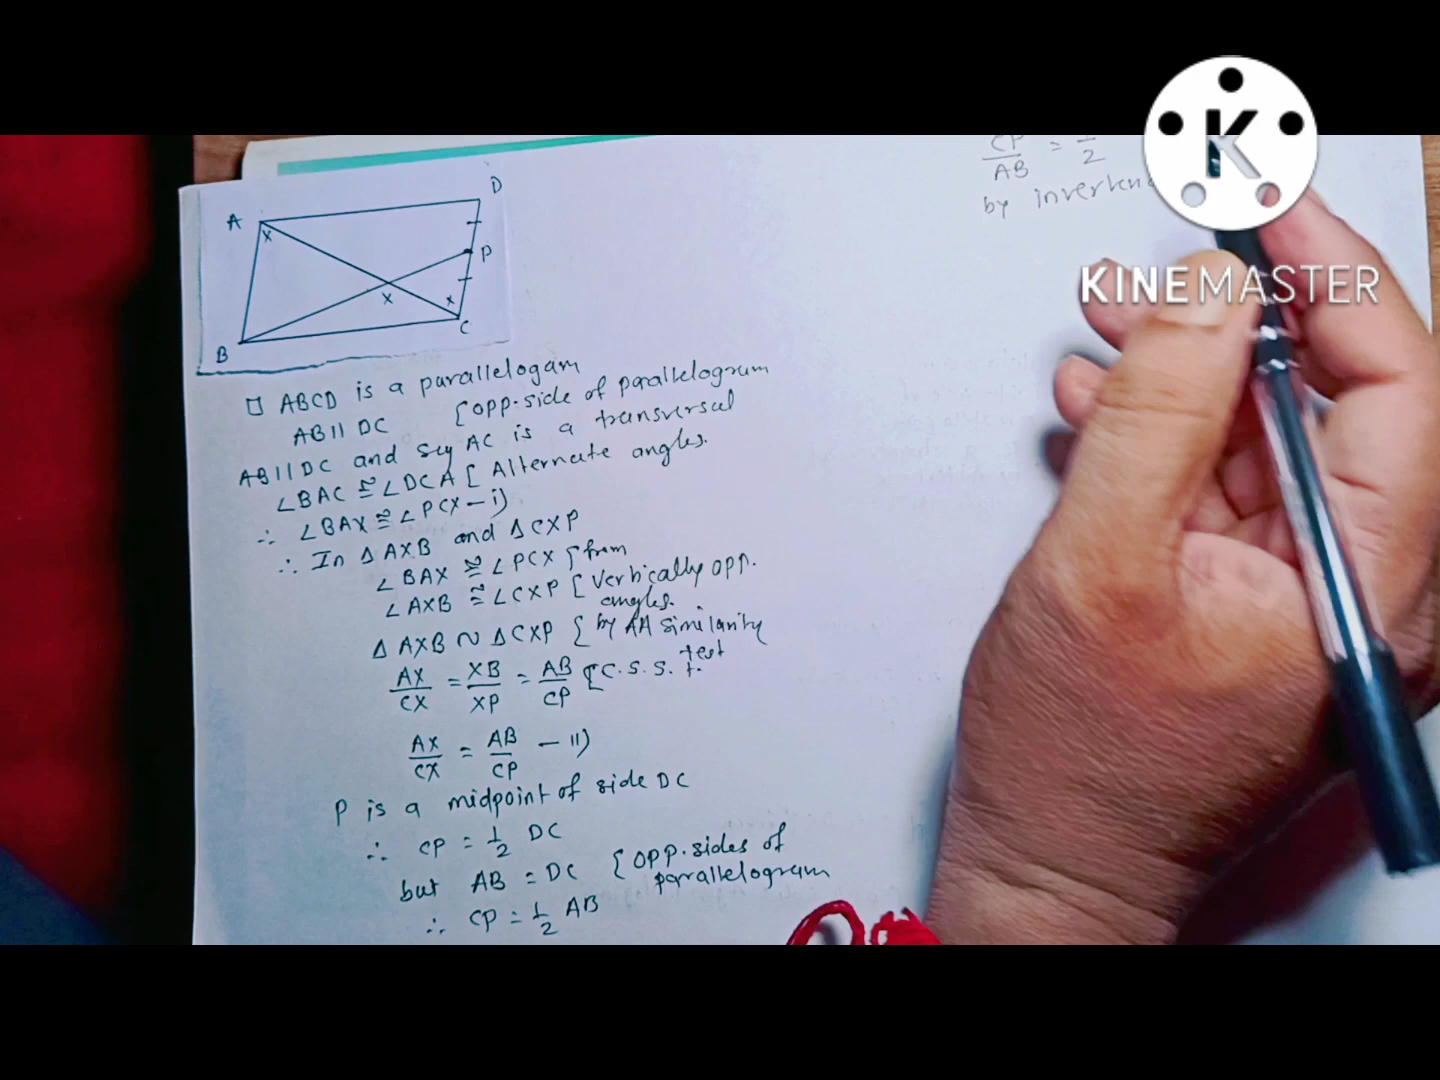 D
A
x
P
x
x
C
B
□ ABCD is a parallelogam
AB || DC [opp. side of parallelogram
AB || DC and seg AC is a transversal
∠BAC ≅ ∠DCA [Alternate angles.
∴ ∠BAX ≅ ∠PCX – i)
∴ In △AXB and △CXP
∠BAX ≅ ∠PCX [from
∠AXB ≅ ∠CXP [Vertically opp.
angles.
△AXB ~ △CXP [by AA similarity
test
AX/CX = XB/XP = AB/CP [C.S.S.t.
AX/CX = AB/CP – II)
P is a midpoint of side DC
∴ CP = 1/2 DC
but AB = DC [opp. sides of
parallelogram
∴ CP = 1/2 AB
CP/AB = 1/2
by
K
KINEMASTER